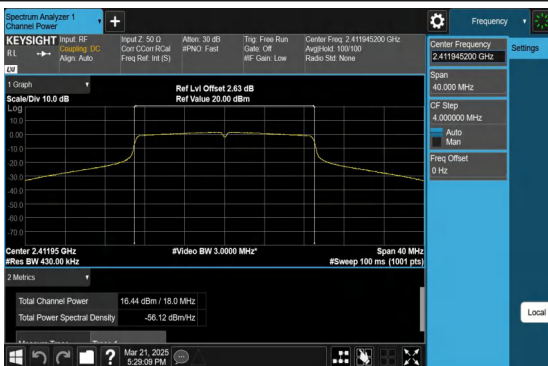 Spectrum Analyzer 1
Channel Power
Frequency
KEYSIGHT
RL
Input: RF
Coupling: DC
Align: Auto
Input Z: 50 Ω
Corr CCorr RCal
Freq Ref: Int (S)
Atten: 30 dB
#PNO: Fast
Trig: Free Run
Gate: Off
#IF Gain: Low
Center Freq: 2.411945200 GHz
Avg|Hold: 100/100
Radio Std: None
Center Frequency
2.411945200 GHz
Settings
Span
40.000 MHz
CF Step
4.000000 MHz
Auto
Man
Freq Offset
0 Hz
Local
1 Graph
Scale/Div 10.0 dB
Ref Lvl Offset 2.63 dB
Ref Value 20.00 dBm
Log
10.0
0.00
-10.0
-20.0
-30.0
-40.0
-50.0
-60.0
-70.0
Center 2.41195 GHz
#Video BW 3.0000 MHz*
Span 40 MHz
#Res BW 430.00 kHz
#Sweep 100 ms (1001 pts)
2 Metrics
Total Channel Power 16.44 dBm / 18.0 MHz
Total Power Spectral Density -56.12 dBm/Hz
Mar 21, 2025
5:29:09 PM
?